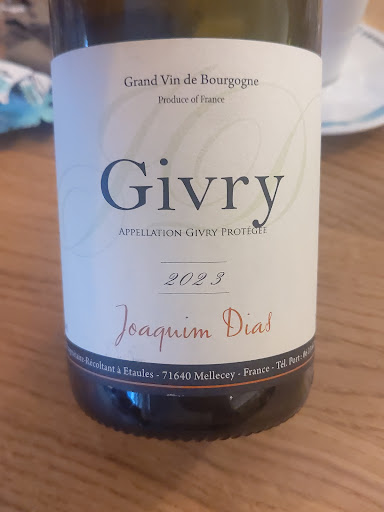 Grand Vin de Bourgogne
Produce of France
Givry
APPELLATION GIVRY PROTÉGÉE
2023
Joaquim Dias
-Récoltant à Etaules - 71640 Mellecey - France - Tél. Port: